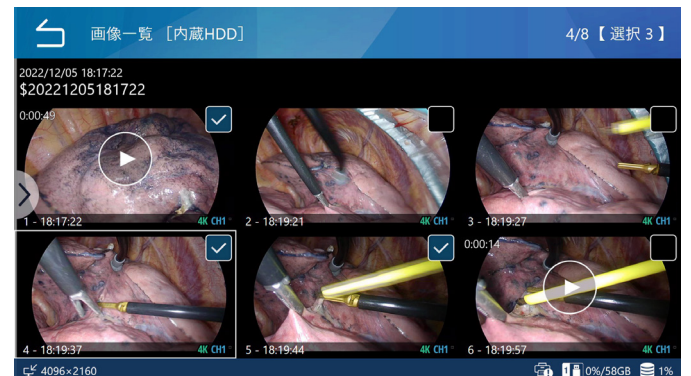 画像一覧 [内蔵HDD]
4/8【 選択 3 】
2022/12/05 18:17:22
$20221205181722
0:00:49
1 - 18:17:22
4K CH1
2 - 18:19:21
4K CH1
3 - 18:19:27
4K CH1
4 - 18:19:37
4K CH1
5 - 18:19:44
4K CH1
0:00:14
6 - 18:19:57
4K CH1
4096×2160
1
0%/58GB
1%